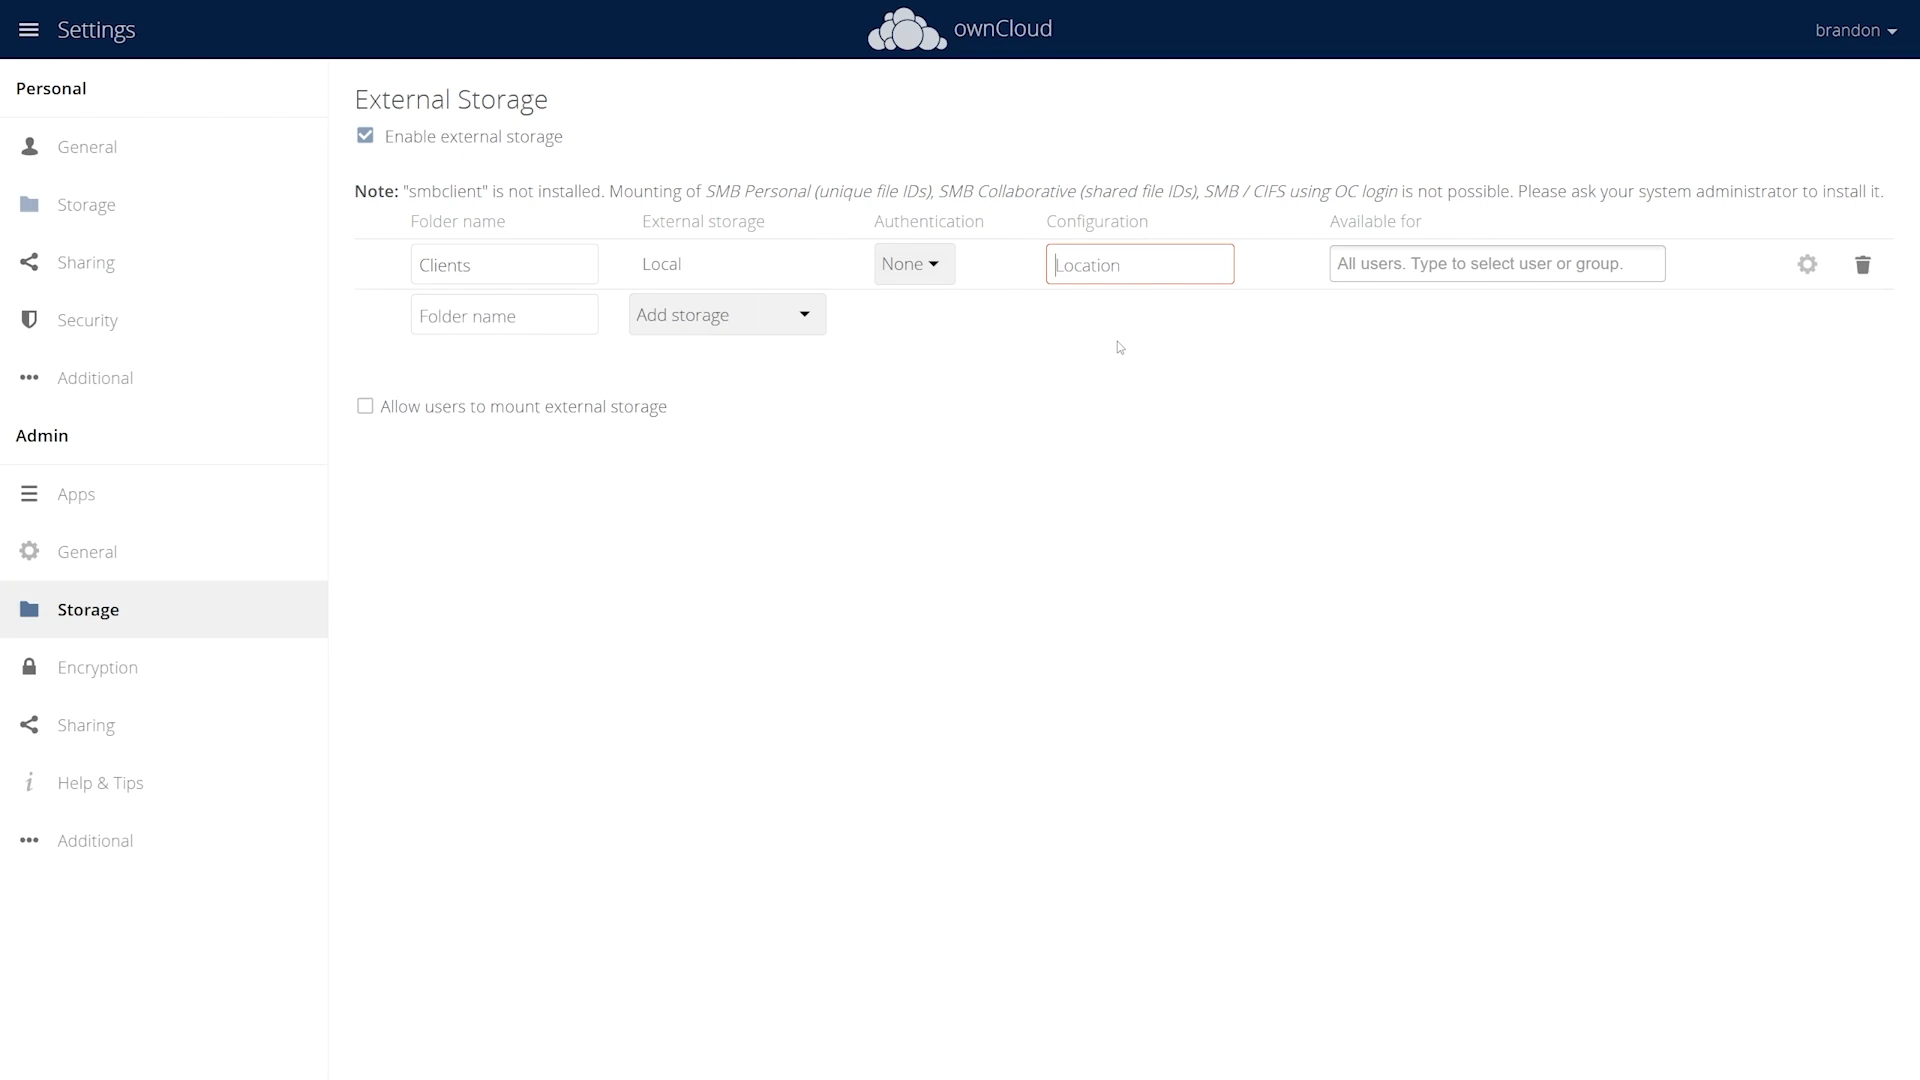 Settings
ownCloud
brandon
Personal
General
Storage
Sharing
Security
Additional
Admin
Apps
General
Storage
Encryption
Sharing
Help & Tips
Additional
External Storage
Enable external storage
Note: "smbclient" is not installed. Mounting of SMB Personal (unique file IDs), SMB Collaborative (shared file IDs), SMB / CIFS using OC login is not possible. Please ask your system administrator to install it.
Folder name External storage Authentication Configuration Available for
Clients Local None Location All users. Type to select user or group.
Folder name Add storage
Allow users to mount external storage